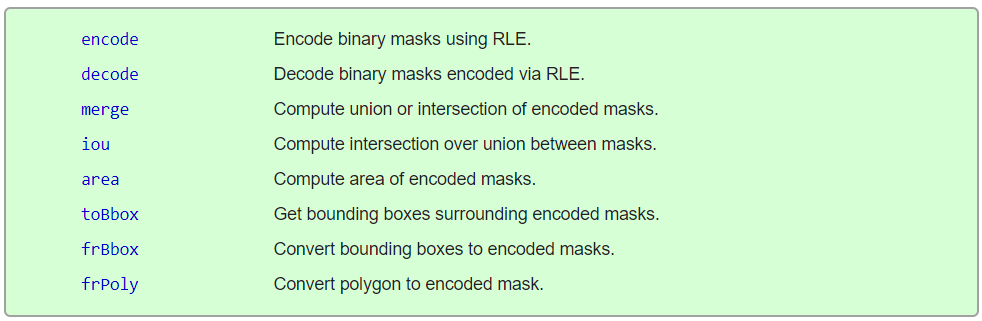 encode Encode binary masks using RLE.
decode Decode binary masks encoded via RLE.
merge Compute union or intersection of encoded masks.
iou Compute intersection over union between masks.
area Compute area of encoded masks.
toBbox Get bounding boxes surrounding encoded masks.
frBbox Convert bounding boxes to encoded masks.
frPoly Convert polygon to encoded mask.